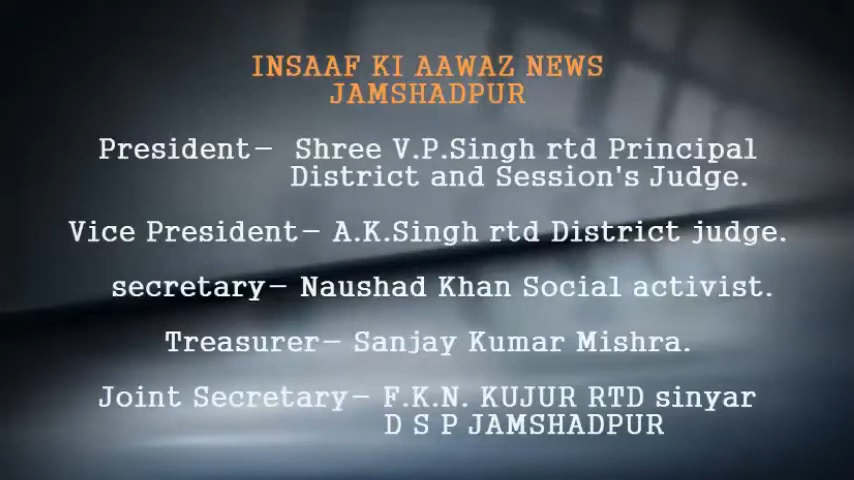 INSAAF KI AAWAZ NEWS
JAMSHADPUR
President- Shree V.P.Singh rtd Principal
District and Session's Judge.
Vice President- A.K.Singh rtd District judge.
secretary- Naushad Khan Social activist.
Treasurer- Sanjay Kumar Mishra.
Joint Secretary- F.K.N. KUJUR RTD sinyar
D S P JAMSHADPUR